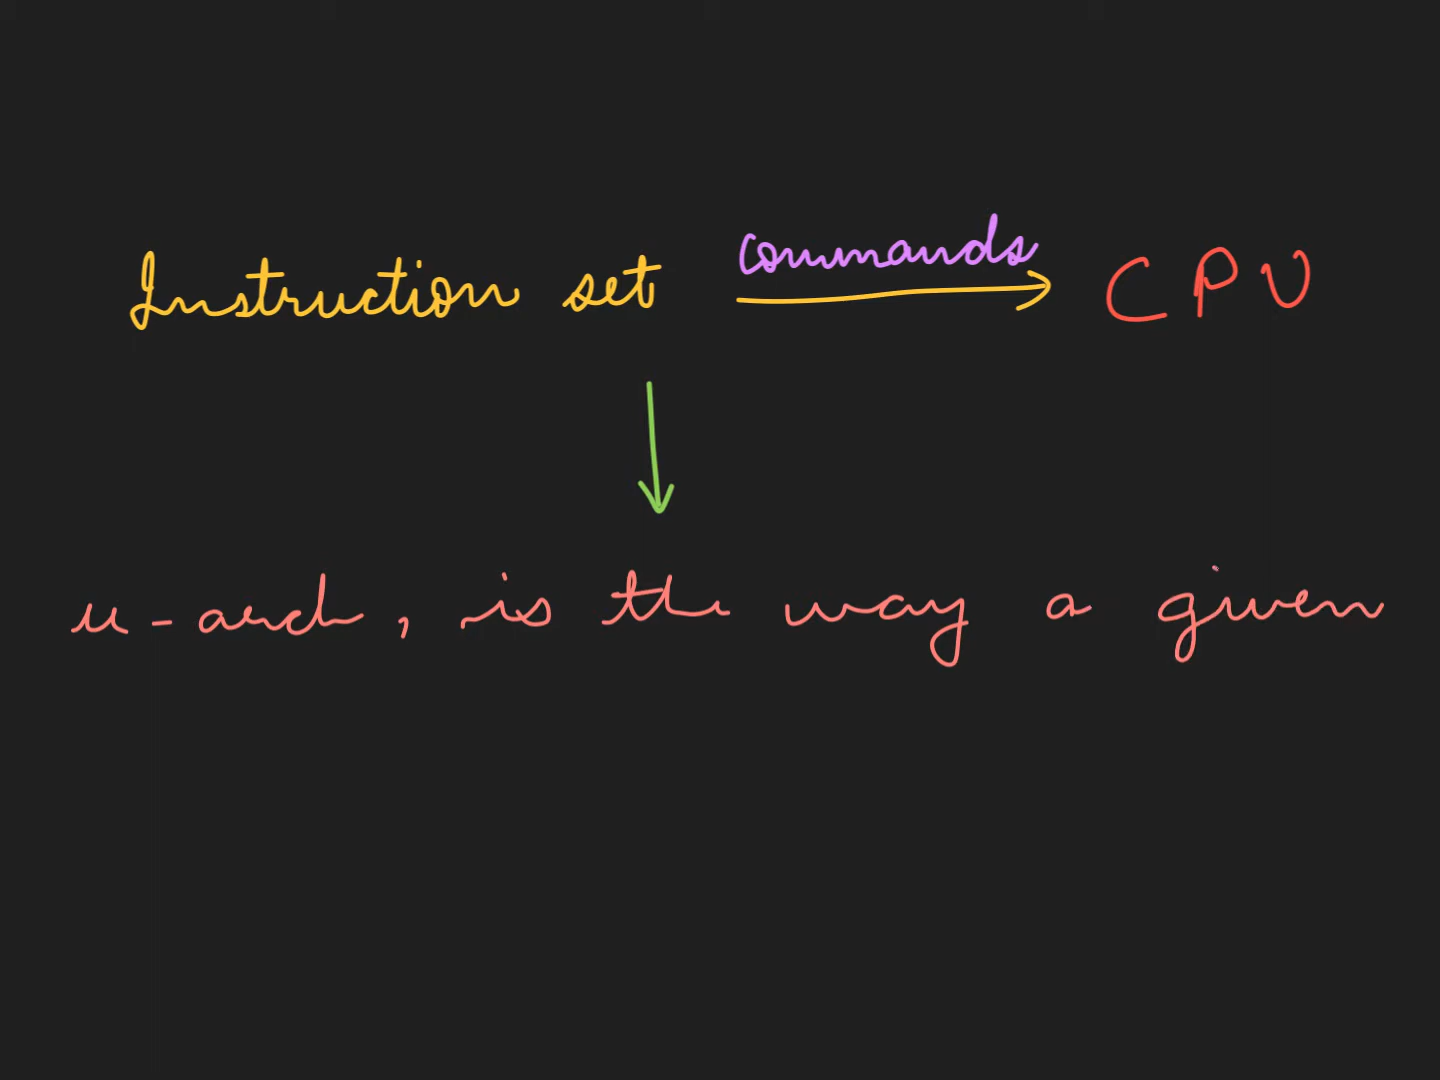 Instruction set commands CPU
u-arch, is the way a given